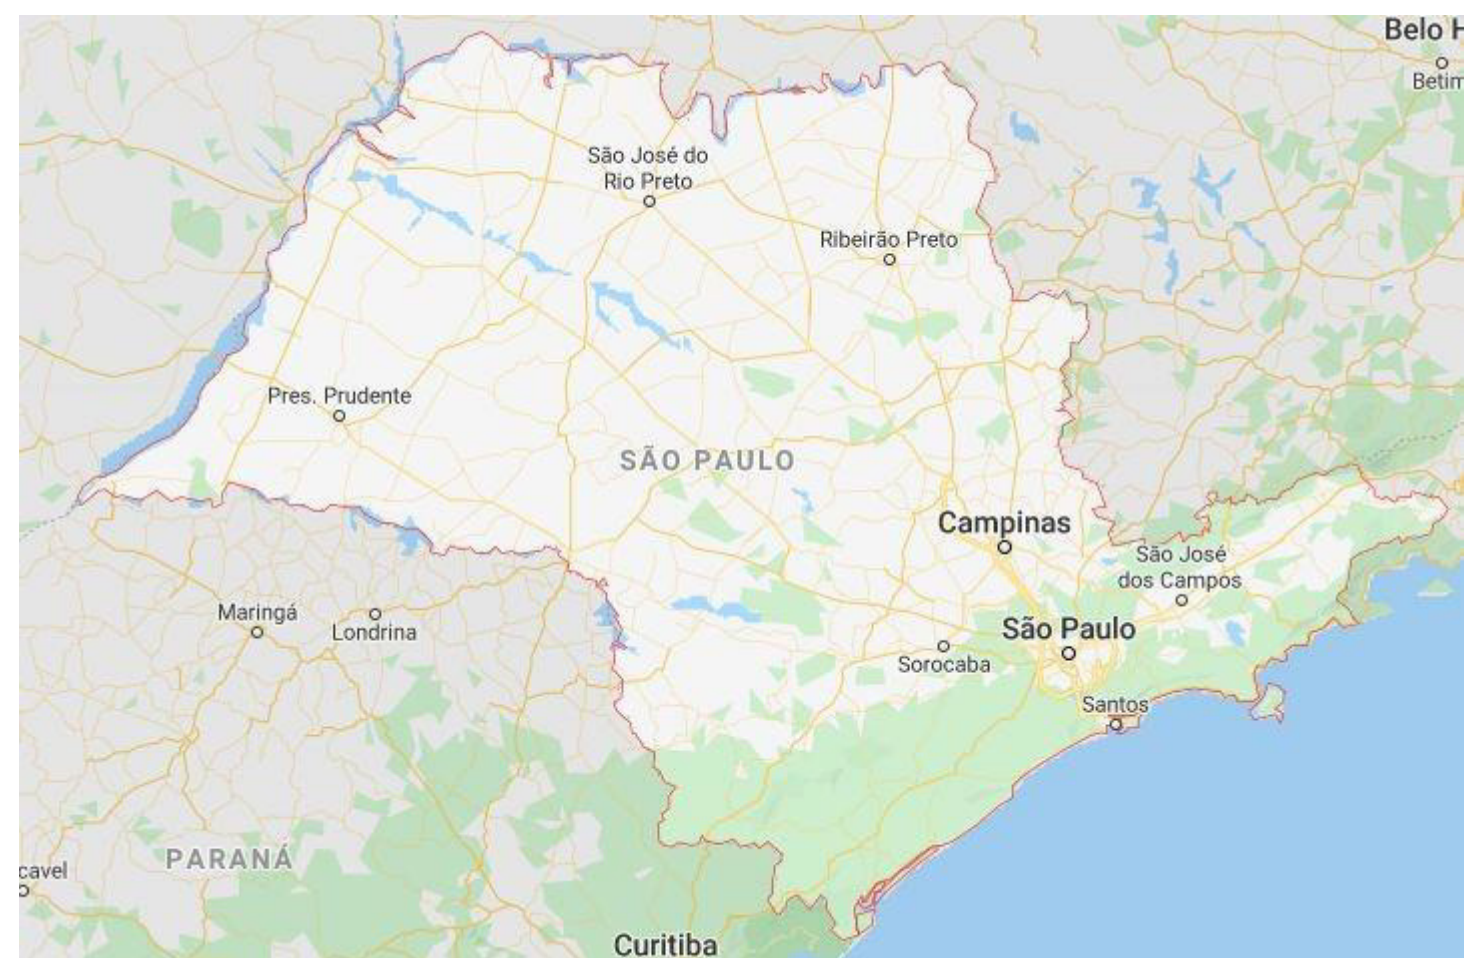 Belo H
Betim
São José do
Rio Preto
Ribeirão Preto
Pres. Prudente
SÃO PAULO
Campinas
São José
dos Campos
Maringá
Londrina
São Paulo
Sorocaba
Santos
PARANÁ
cavel
Curitiba